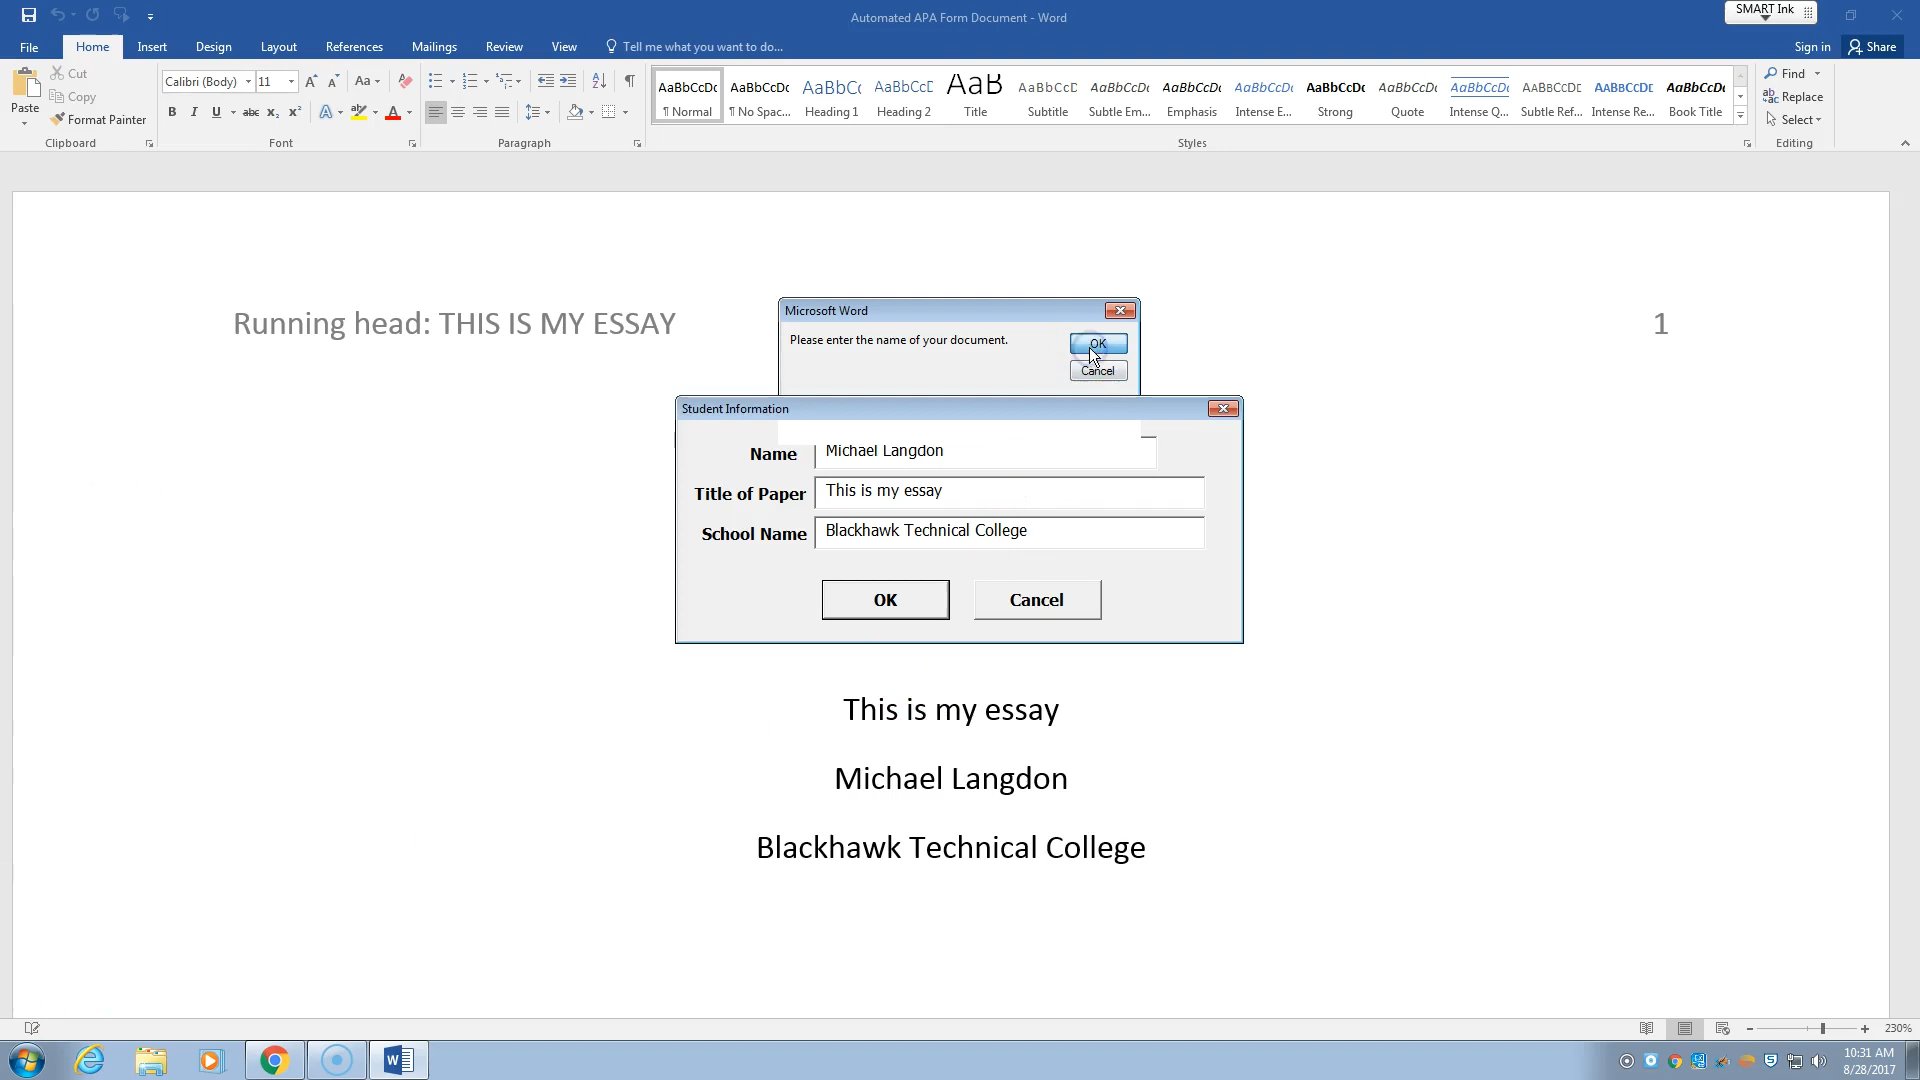 Automated APA Form Document - Word
SMART Ink
File Home Insert Design Layout References Mailings Review View Tell me what you want to do...
Sign in Share
Paste
Cut
Copy
Format Painter
Clipboard
Calibri (Body) 11 Aa
B I U abc x₂ x² A A
Font
Paragraph
AaBbCcDc AaBbCcDc AaBbCc AaBbCcD AaB AaBbCcD AaBbCcDc AaBbCcDc AaBbCcDc AaBbCcDc AaBbCcDc AaBbCcDc AABBCCDE AABBCCDE AaBbCcDc
¶ Normal ¶ No Spac... Heading 1 Heading 2 Title Subtitle Subtle Em... Emphasis Intense E... Strong Quote Intense Q... Subtle Ref... Intense Re... Book Title
Styles
Find
Replace
Select
Editing
Running head: THIS IS MY ESSAY 1
Microsoft Word
Please enter the name of your document.
OK
Cancel
Student Information
Name Michael Langdon
Title of Paper This is my essay
School Name Blackhawk Technical College
OK Cancel
This is my essay
Michael Langdon
Blackhawk Technical College
230%
10:31 AM
8/28/2017